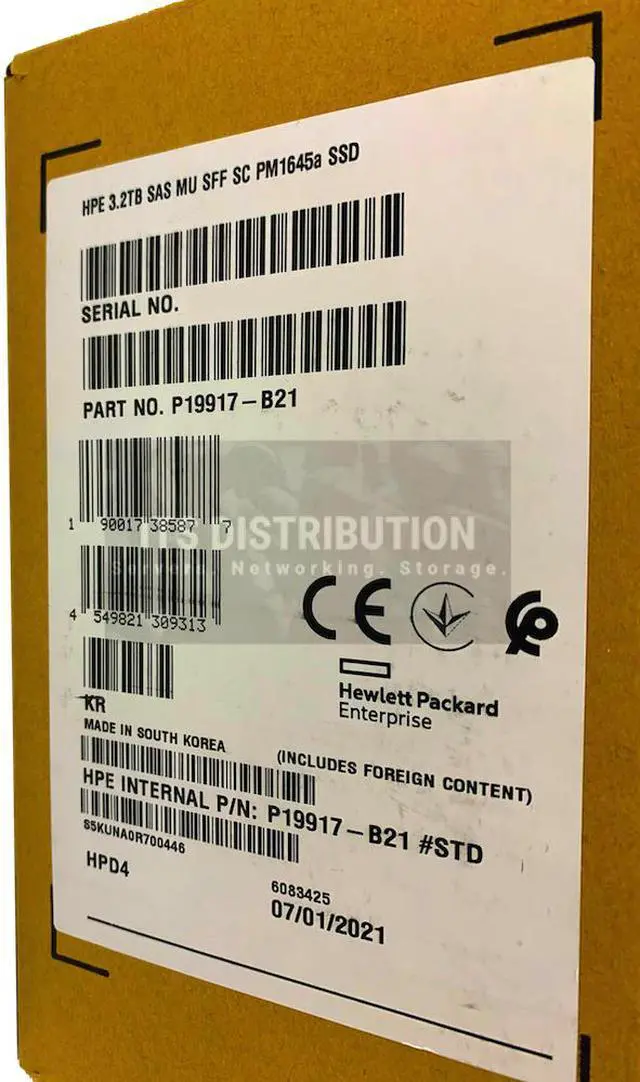 HPE 3.2TB SAS MU SFF SC PM1645a SSD
SERIAL NO.
PART NO. P19917-B21
1 90017 38587 7
ITS DISTRIBUTION
Servers. Networking. Storage.
4 549821 309313
CE
Hewlett Packard
Enterprise
KR
MADE IN SOUTH KOREA
(INCLUDES FOREIGN CONTENT)
HPE INTERNAL P/N: P19917-B21 #STD
S5KUNA0R700446
HPD4
6083425
07/01/2021